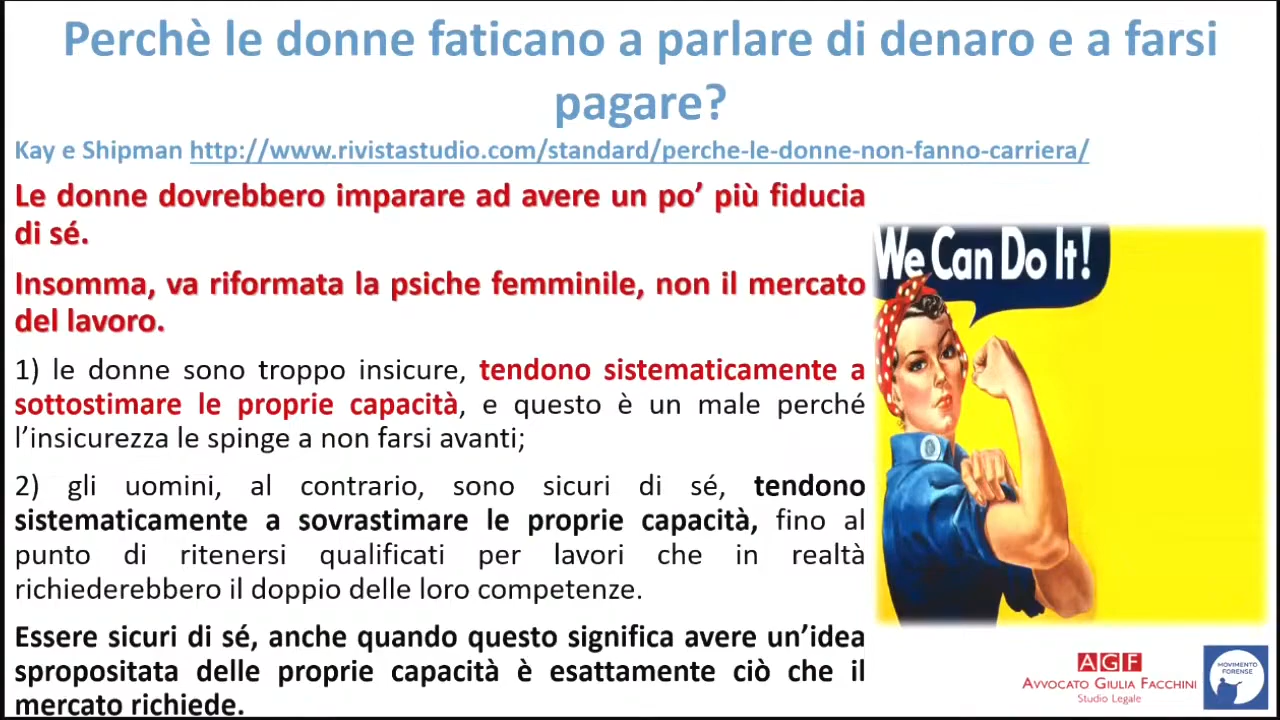 Perchè le donne faticano a parlare di denaro e a farsi
pagare?
Kay e Shipman http://www.rivistastudio.com/standard/perche-le-donne-non-fanno-carriera/
Le donne dovrebbero imparare ad avere un po’ più fiducia
di sé.
Insomma, va riformata la psiche femminile, non il mercato
del lavoro.
1) le donne sono troppo insicure, tendono sistematicamente a
sottostimare le proprie capacità, e questo è un male perché
l’insicurezza le spinge a non farsi avanti;
2) gli uomini, al contrario, sono sicuri di sé, tendono
sistematicamente a sovrastimare le proprie capacità, fino al
punto di ritenersi qualificati per lavori che in realtà
richiederebbero il doppio delle loro competenze.
Essere sicuri di sé, anche quando questo significa avere un’idea
spropositata delle proprie capacità è esattamente ciò che il
mercato richiede.
We Can Do It!
AGF
AVVOCATO GIULIA FACCHINI
Studio Legale
MOVIMENTO
FORENSE